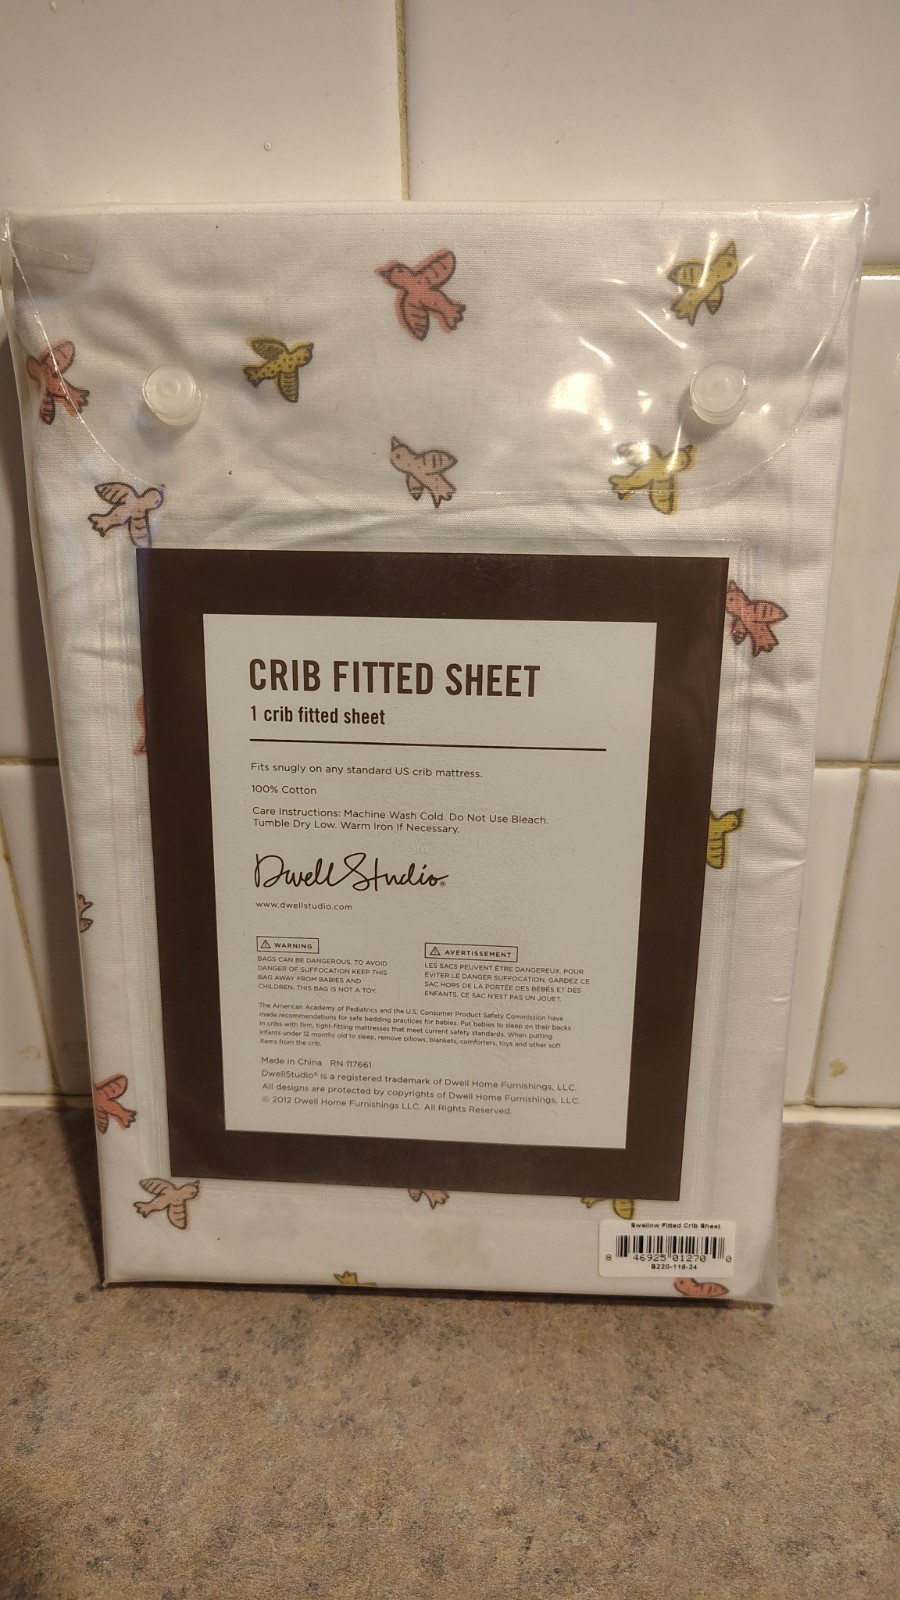 CRIB FITTED SHEET
1 crib fitted sheet
Fits snugly on any standard US crib mattress.
100% Cotton
Care Instructions: Machine Wash Cold. Do Not Use Bleach.
Tumble Dry Low. Warm Iron If Necessary.
DwellStudio®
www.dwellstudio.com
⚠ WARNING
BAGS CAN BE DANGEROUS. TO AVOID
DANGER OF SUFFOCATION KEEP THIS
BAG AWAY FROM BABIES AND
CHILDREN. THIS BAG IS NOT A TOY.
⚠ AVERTISSEMENT
LES SACS PEUVENT ÊTRE DANGEREUX. POUR
ÉVITER LE DANGER SUFFOCATION, GARDEZ CE
SAC HORS DE LA PORTÉE DES BÉBÉS ET DES
ENFANTS. CE SAC N'EST PAS UN JOUET.
The American Academy of Pediatrics and the U.S. Consumer Product Safety Commission have
made recommendations for safe bedding practices for babies. Put babies to sleep on their backs
in cribs with firm, tight-fitting mattresses that meet current safety standards. When putting
infants under 12 months old to sleep, remove pillows, blankets, comforters, toys and other soft
items from the crib.
Made in China RN 117661
DwellStudio® is a registered trademark of Dwell Home Furnishings, LLC.
All designs are protected by copyrights of Dwell Home Furnishings, LLC.
© 2012 Dwell Home Furnishings LLC. All Rights Reserved.
Swallow Fitted Crib Sheet
8 46925 01270 0
B220-118-24